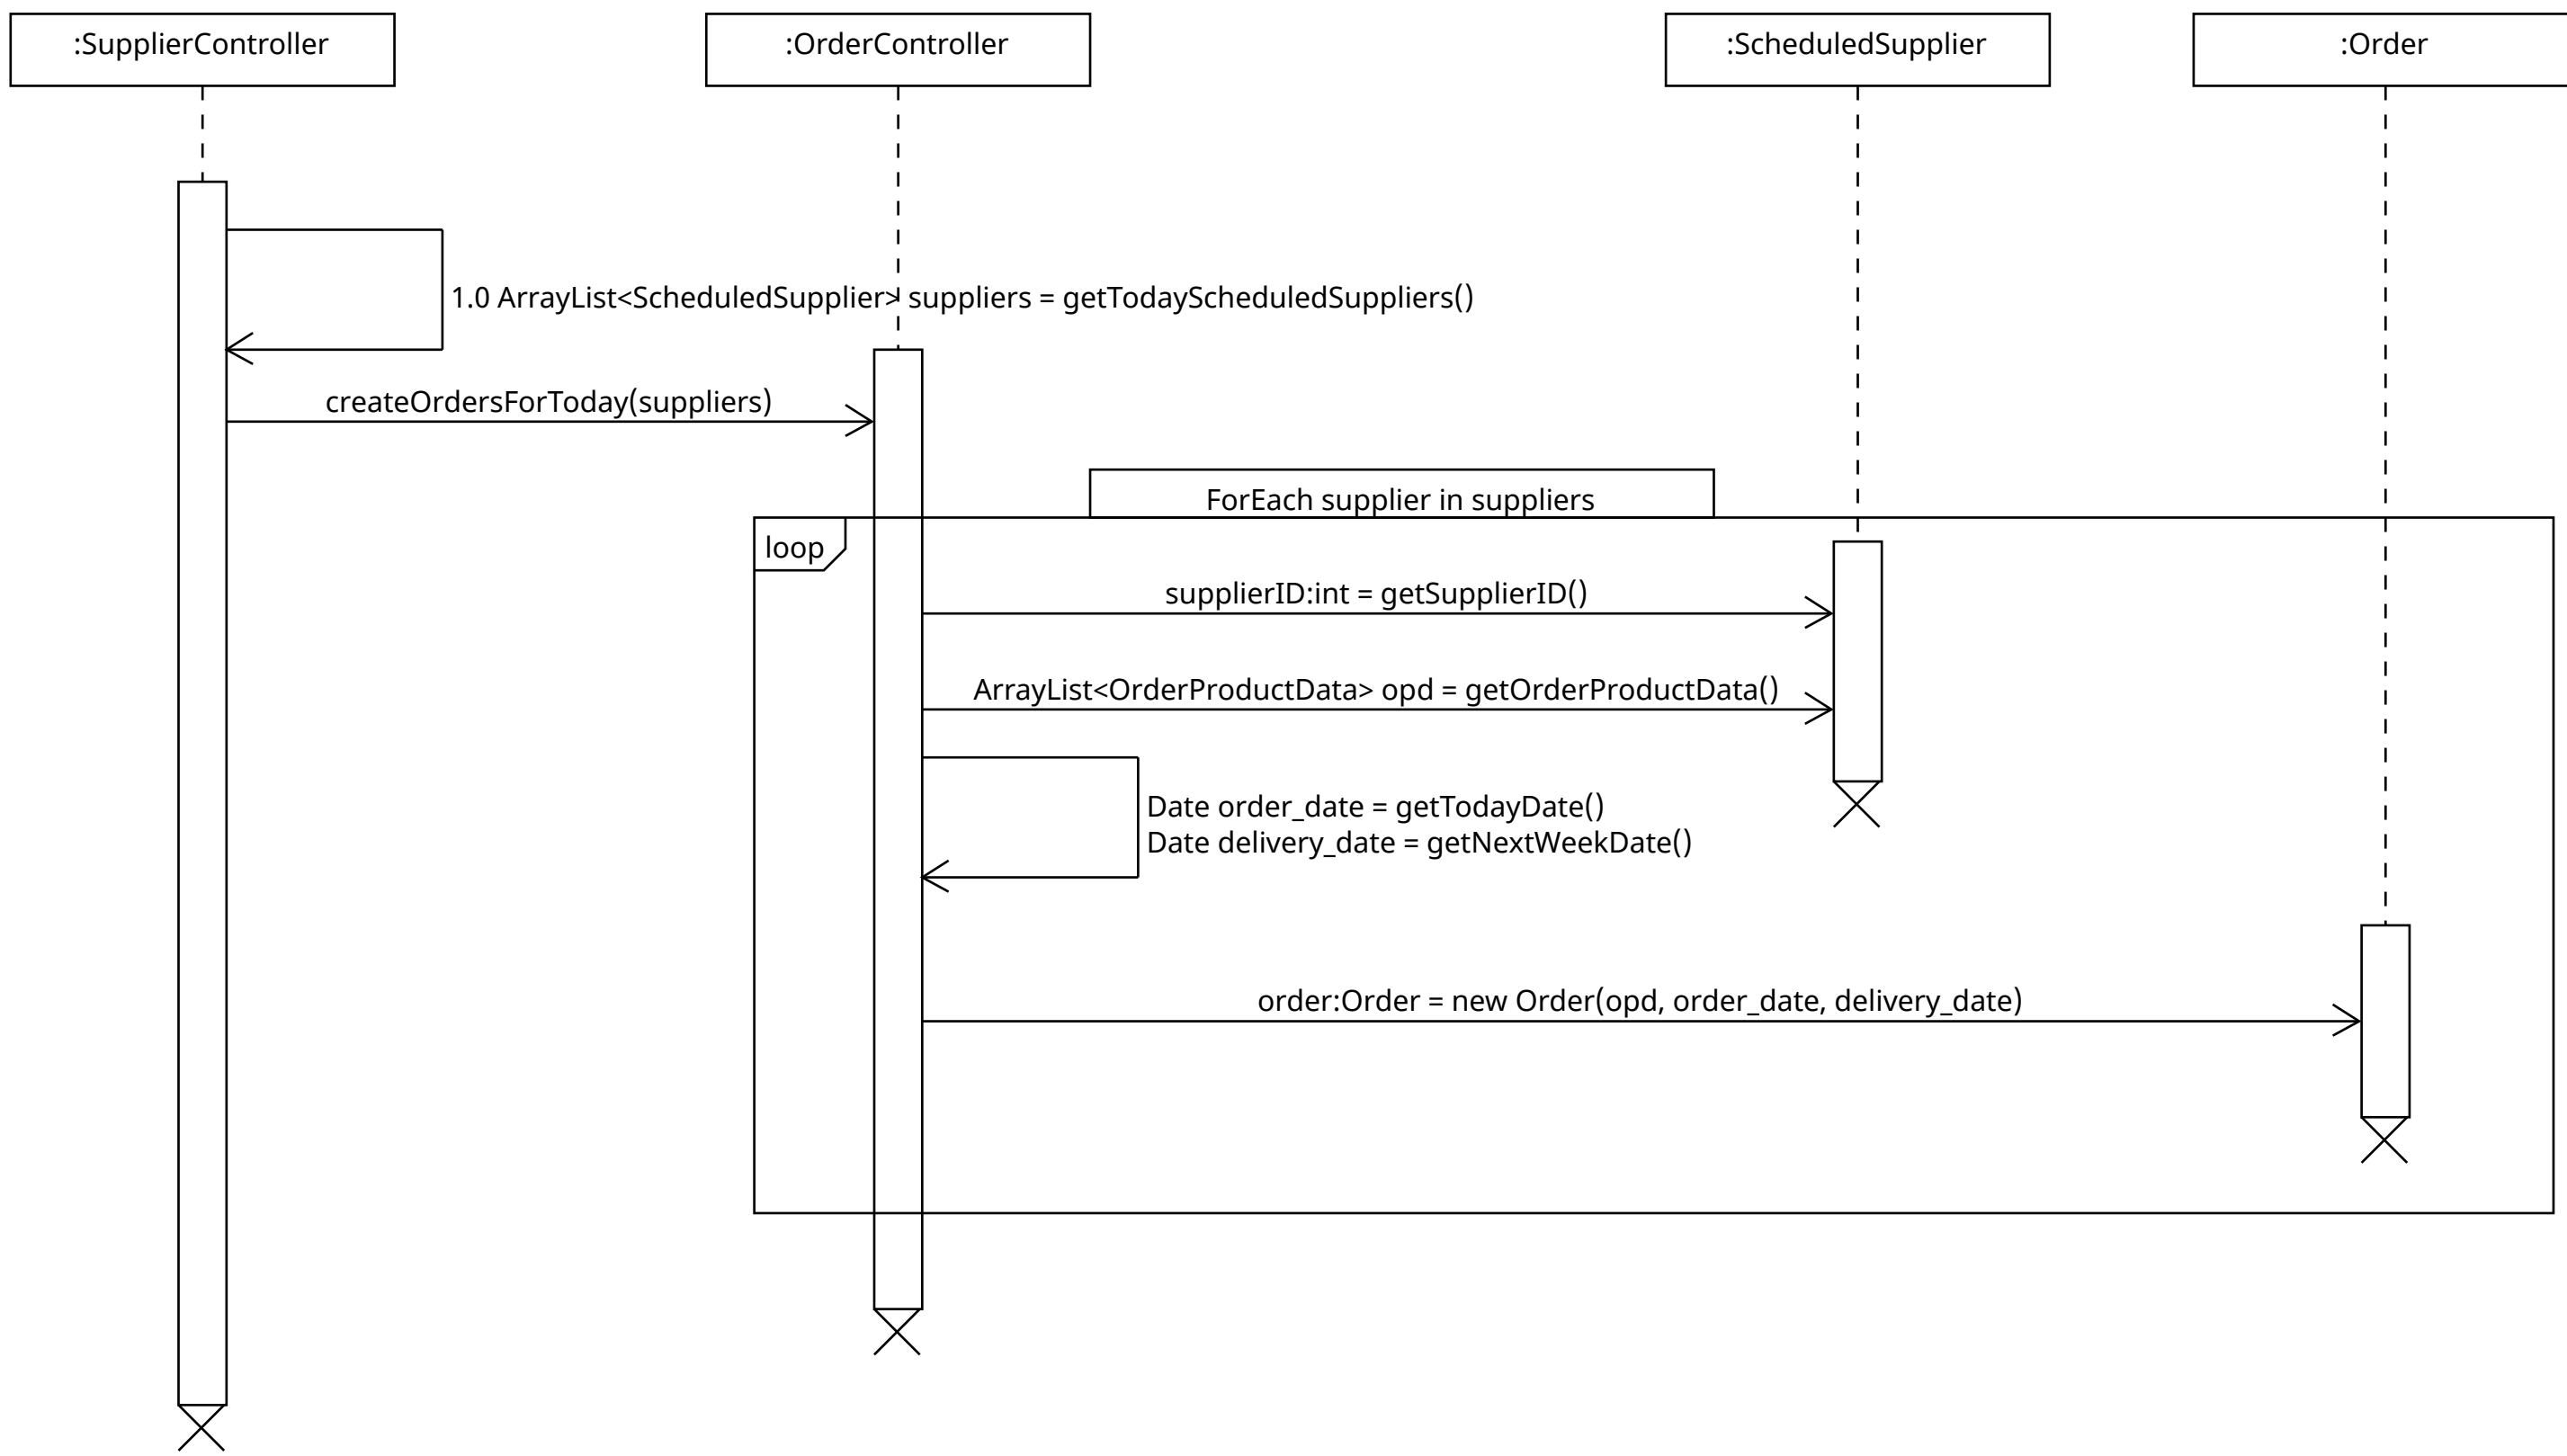 :SupplierController
:OrderController
:ScheduledSupplier
:Order
1.0 ArrayList<ScheduledSupplier> suppliers = getTodayScheduledSuppliers()
createOrdersForToday(suppliers)
ForEach supplier in suppliers
loop
supplierID:int = getSupplierID()
ArrayList<OrderProductData> opd = getOrderProductData()
Date order_date = getTodayDate()
Date delivery_date = getNextWeekDate()
order:Order = new Order(opd, order_date, delivery_date)